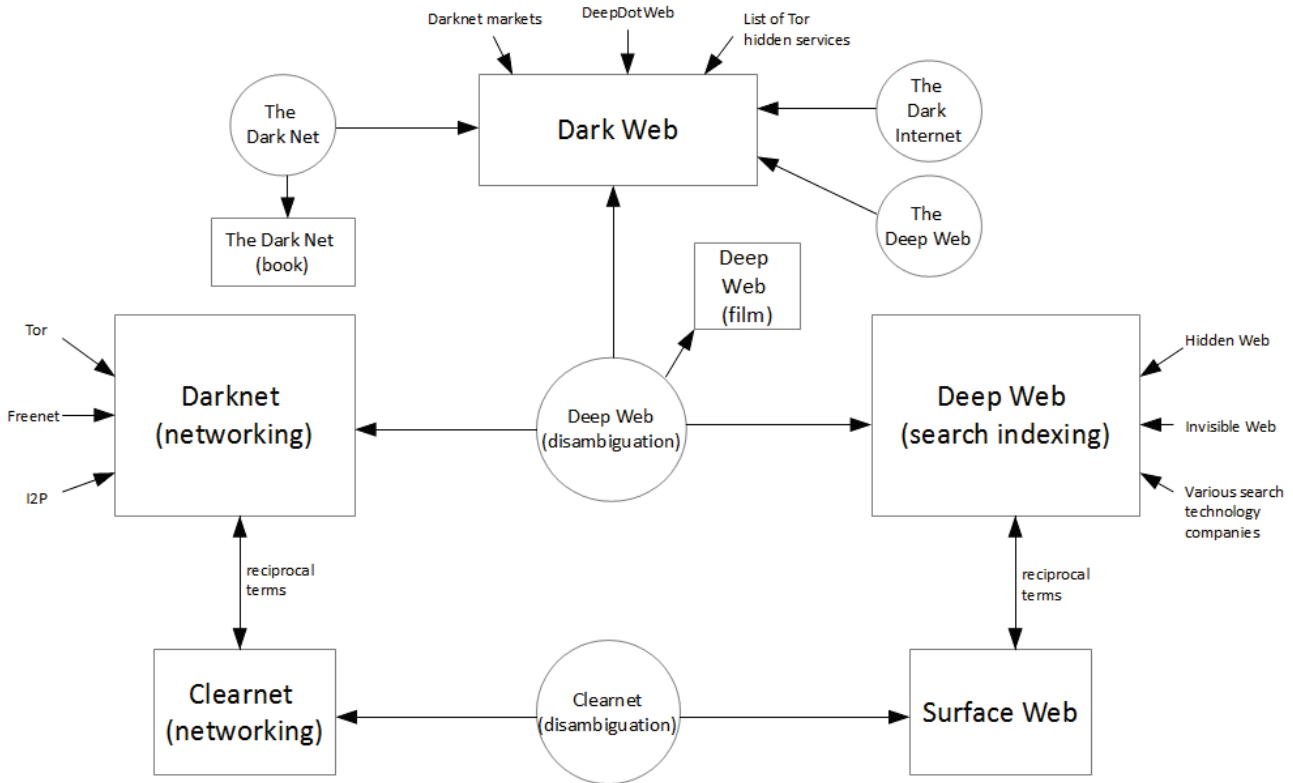 Darknet markets
DeepDotWeb
List of Tor
hidden services
The
Dark Net
Dark Web
The
Dark
Internet
The Dark Net
(book)
The
Deep Web
Deep
Web
(film)
Tor
Freenet
I2P
Darknet
(networking)
Deep Web
(disambiguation)
Deep Web
(search indexing)
Hidden Web
Invisible Web
Various search
technology
companies
reciprocal
terms
reciprocal
terms
Clearnet
(networking)
Clearnet
(disambiguation)
Surface Web